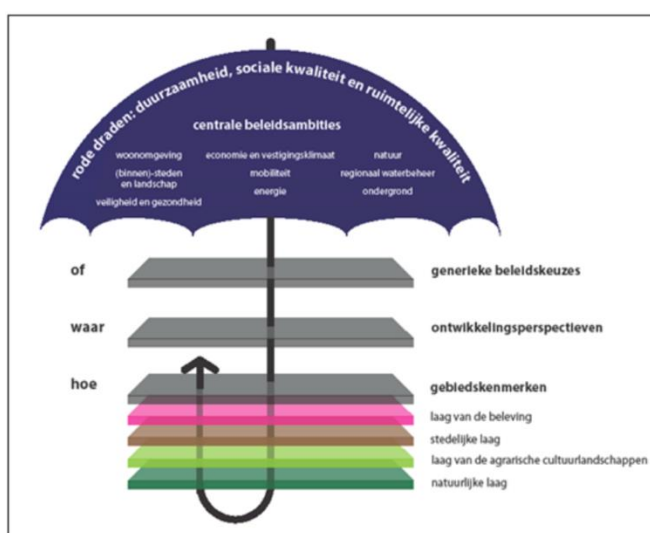 rode draden: duurzaamheid, sociale kwaliteit en ruimtelijke kwaliteit
centrale beleidsambities
woonomgeving
(binnen)-steden
en landschap
veiligheid en gezondheid
economie en vestigingsklimaat
mobiliteit
energie
natuur
regionaal waterbeheer
ondergrond
of
generieke beleidskeuzes
waar
ontwikkelingsperspectieven
hoe
gebiedskenmerken
laag van de beleving
stedelijke laag
laag van de agrarische cultuurlandschappen
natuurlijke laag